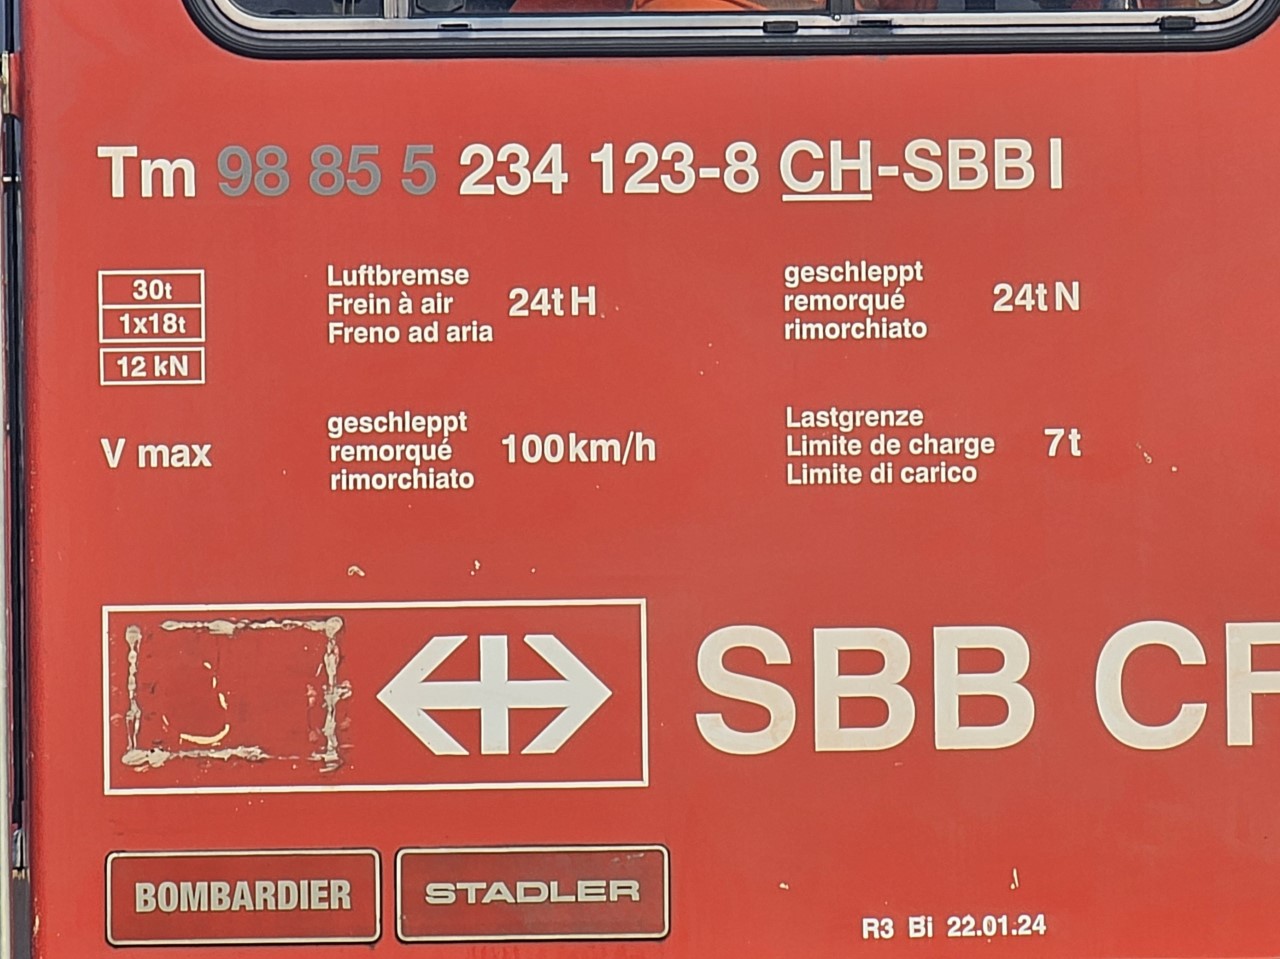 Tm 98 85 5 234 123-8 CH-SBB I
30t
1x18t
12 kN
Luftbremse
Frein à air
Freno ad aria
24t H
geschleppt
remorqué
rimorchiato
24t N
V max
geschleppt
remorqué
rimorchiato
100km/h
Lastgrenze
Limite de charge
Limite di carico
7t
SBB CF
BOMBARDIER
STADLER
R3 Bi 22.01.24